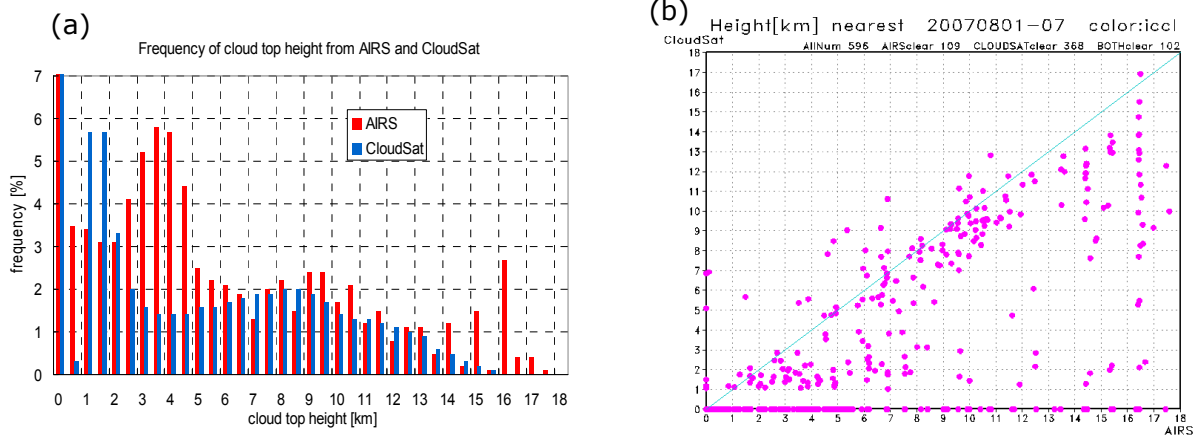 (a)
Frequency of cloud top height from AIRS and CloudSat
7
6
5
4
3
2
1
0
frequency [%]
AIRS
CloudSat
0 1 2 3 4 5 6 7 8 9 10 11 12 13 14 15 16 17 18
cloud top height [km]
(b)
Height[km] nearest 20070801-07 color:iccl
CloudSat
AllNum 596 AIRSclear 109 CLOUDSATclear 368 BOTHclear 102
18
17
16
15
14
13
12
11
10
9
8
7
6
5
4
3
2
1
0
0 1 2 3 4 5 6 7 8 9 10 11 12 13 14 15 16 17 18
AIRS